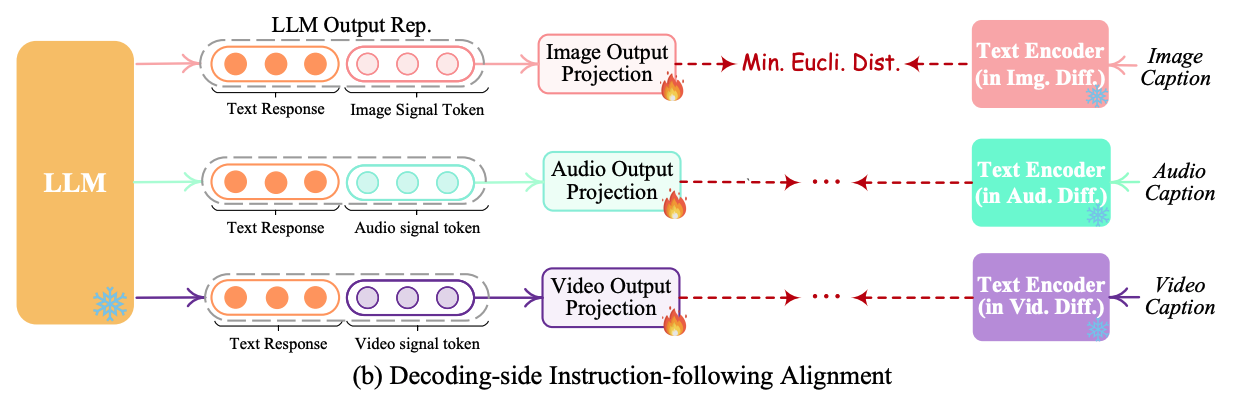 LLM Output Rep.
LLM
Text Response
Image Signal Token
Image Output
Projection
Min. Eucli. Dist.
Text Encoder
(in Img. Diff.)
Image
Caption
Text Response
Audio signal token
Audio Output
Projection
...
Text Encoder
(in Aud. Diff.)
Audio
Caption
Text Response
Video signal token
Video Output
Projection
...
Text Encoder
(in Vid. Diff.)
Video
Caption
(b) Decoding-side Instruction-following Alignment